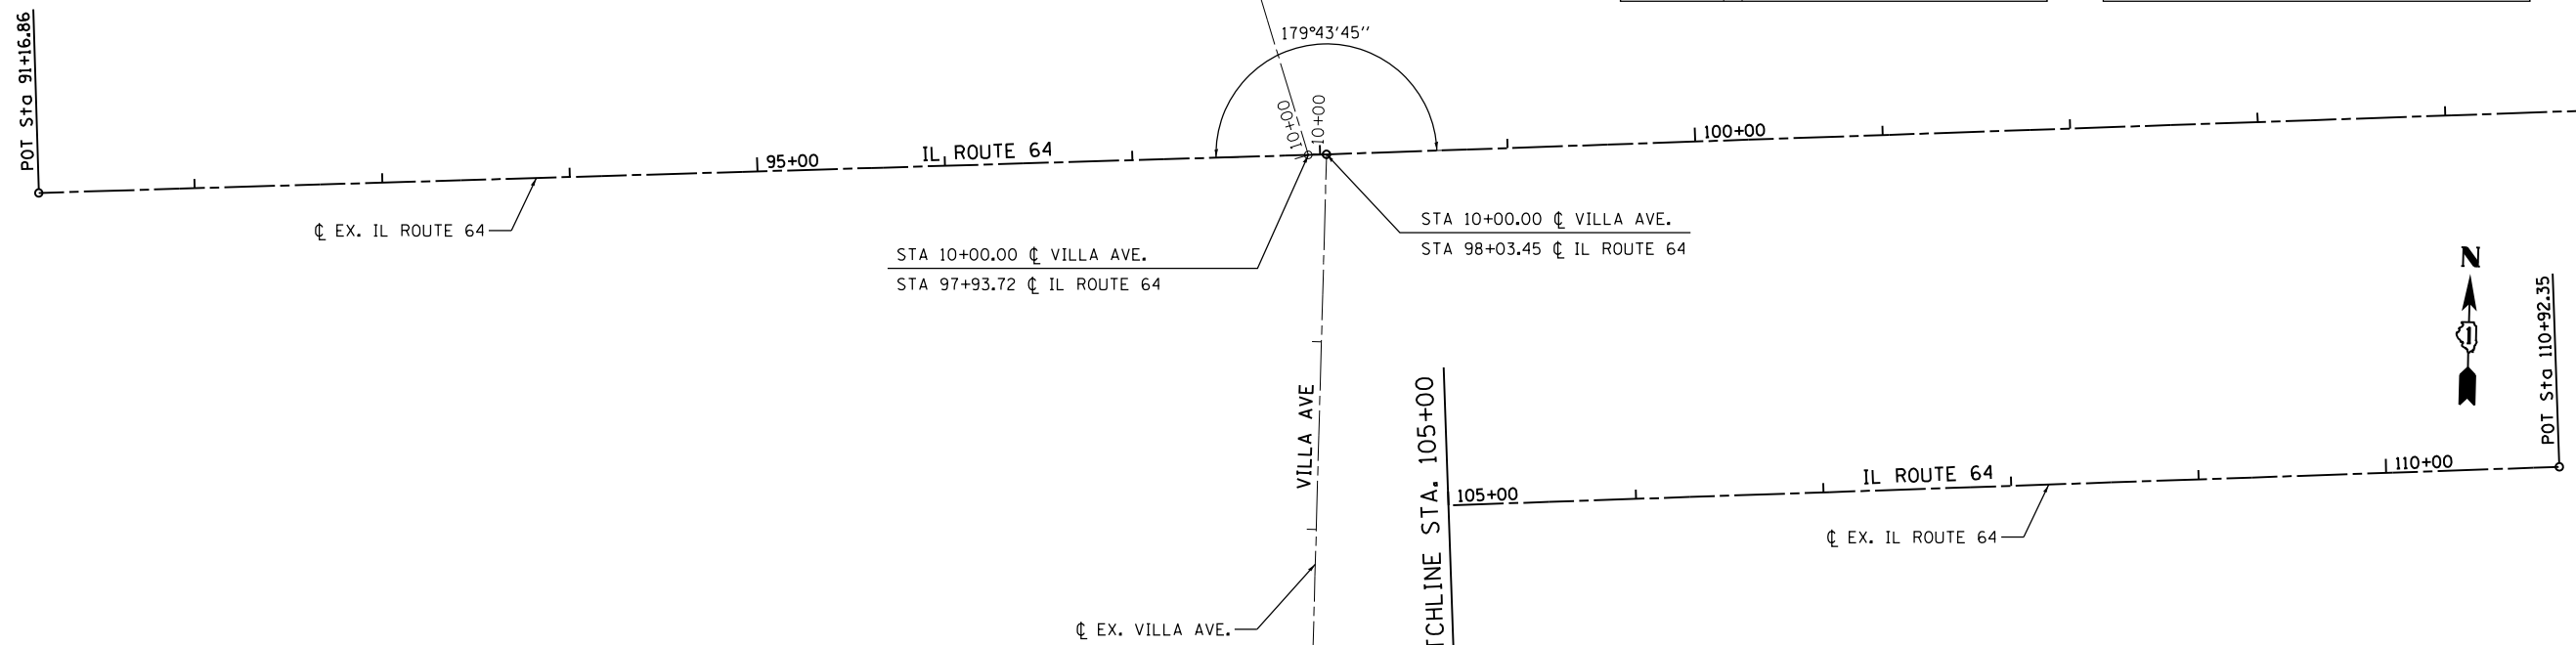 POT Sta 91+16.86
179°43'45''
10+00
10+00
95+00
IL ROUTE 64
100+00
℄ EX. IL ROUTE 64
STA 10+00.00 ℄ VILLA AVE.
STA 97+93.72 ℄ IL ROUTE 64
STA 10+00.00 ℄ VILLA AVE.
STA 98+03.45 ℄ IL ROUTE 64
N
1
VILLA AVE
℄ EX. VILLA AVE.
TCHLINE STA. 105+00
105+00
IL ROUTE 64
110+00
℄ EX. IL ROUTE 64
POT Sta 110+92.35